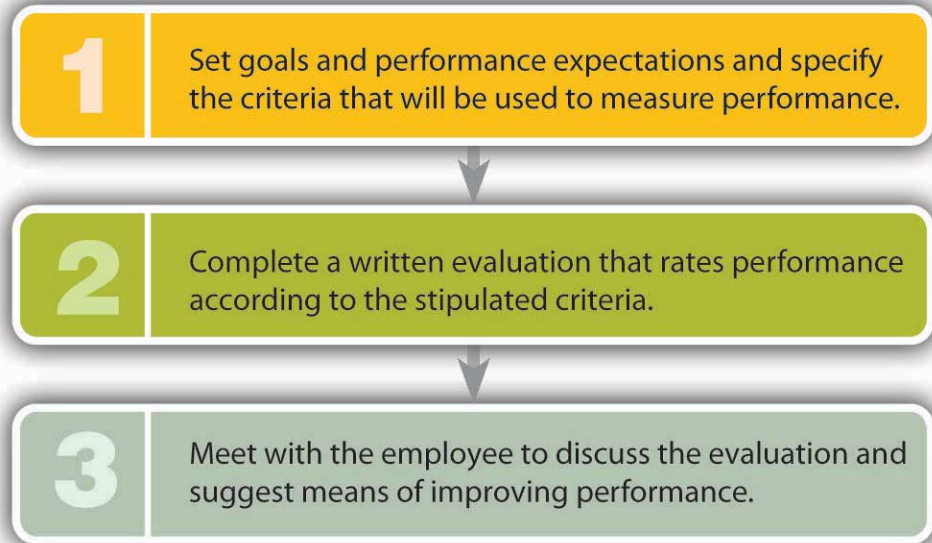 1
Set goals and performance expectations and specify
the criteria that will be used to measure performance.
2
Complete a written evaluation that rates performance
according to the stipulated criteria.
3
Meet with the employee to discuss the evaluation and
suggest means of improving performance.